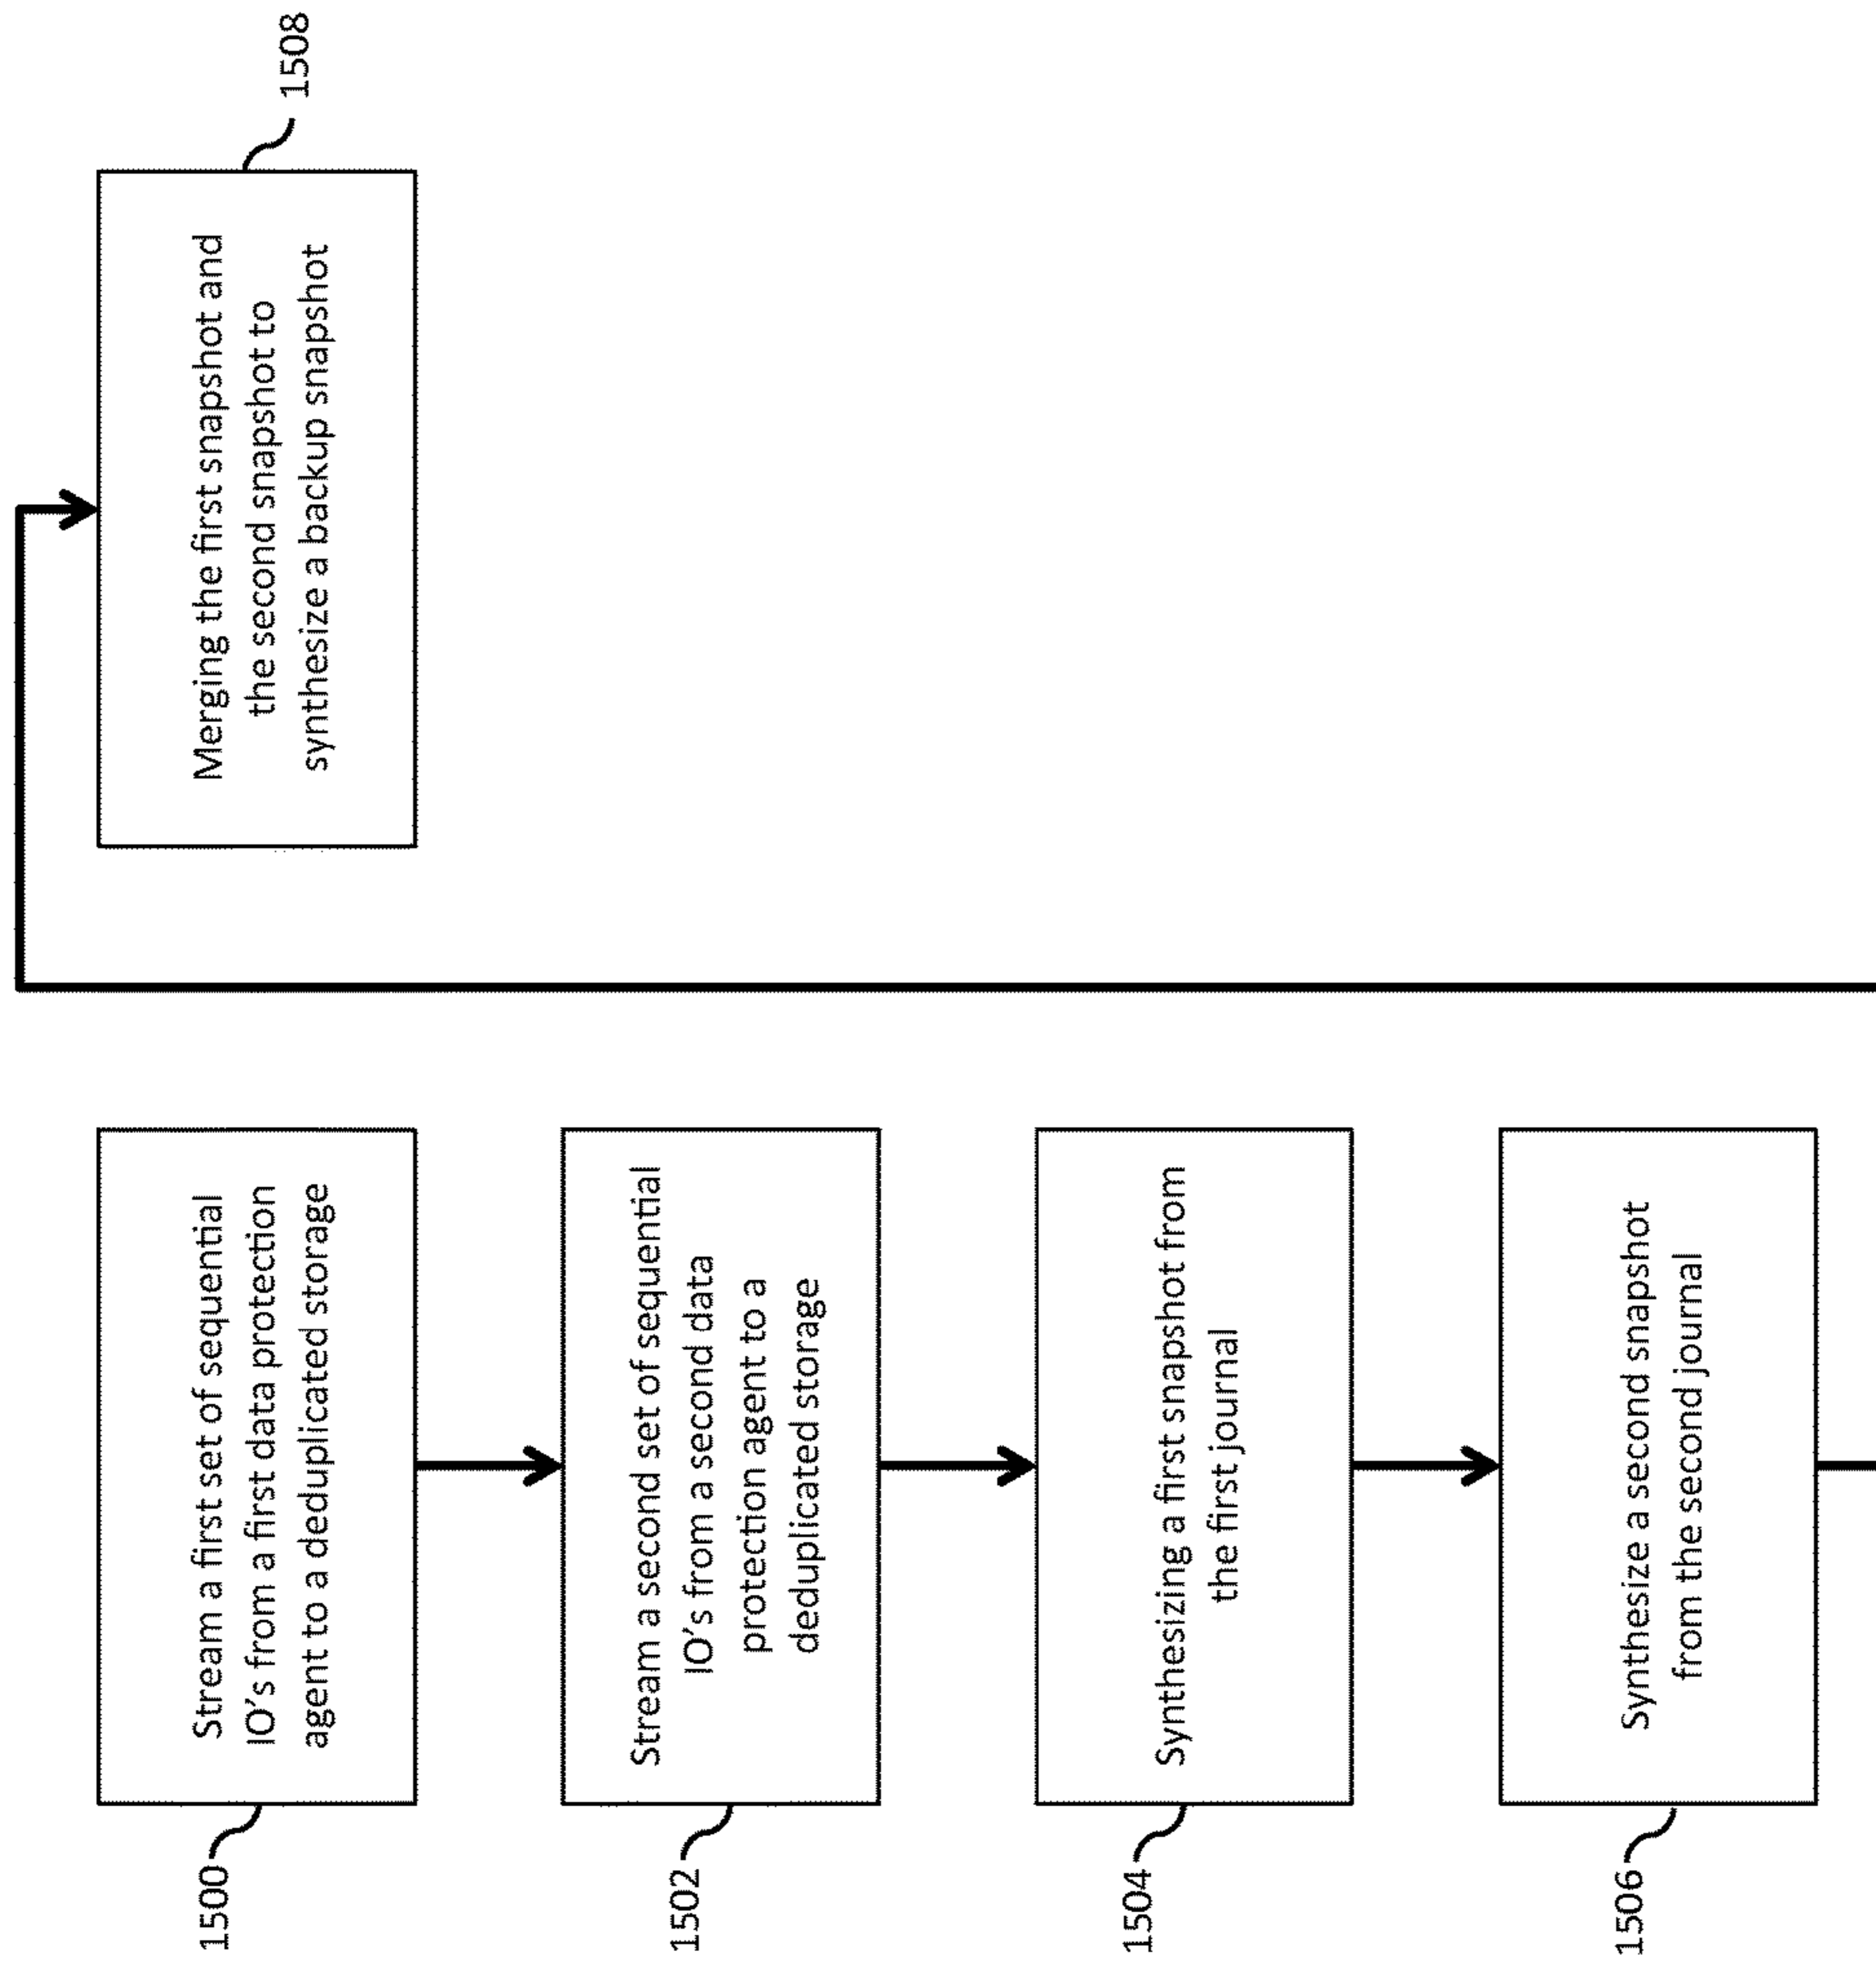 1500
Stream a first set of sequential
IO's from a first data protection
agent to a deduplicated storage
1502
Stream a second set of sequential
IO's from a second data
protection agent to a
deduplicated storage
1504
Synthesizing a first snapshot from
the first journal
1506
Synthesize a second snapshot
from the second journal
Merging the first snapshot and
the second snapshot to
synthesize a backup snapshot
1508